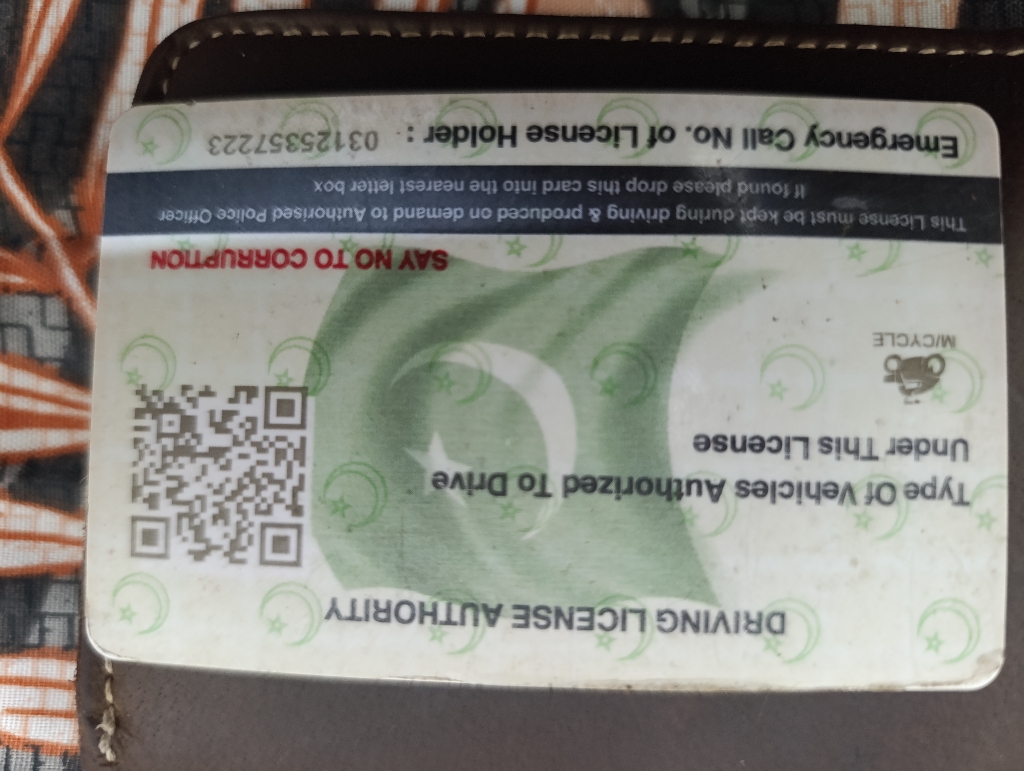 DRIVING LICENSE AUTHORITY
Type Of Vehicles Authorized To Drive
Under This License
M/CYCLE
SAY NO TO CORRUPTION
This License must be kept during driving & produced on demand to Authorised Police Officer
If found please drop this card into the nearest letter box
Emergency Call No. of License Holder : 03125357223